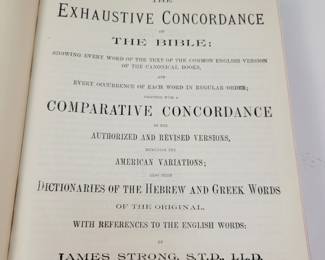 THE
EXHAUSTIVE CONCORDANCE
OF
THE BIBLE:
SHOWING EVERY WORD OF THE TEXT OF THE COMMON ENGLISH VERSION
OF THE CANONICAL BOOKS,
AND
EVERY OCCURRENCE OF EACH WORD IN REGULAR ORDER;
TOGETHER WITH A
COMPARATIVE CONCORDANCE
OF THE
AUTHORIZED AND REVISED VERSIONS,
INCLUDING THE
AMERICAN VARIATIONS;
ALSO BRIEF
DICTIONARIES OF THE HEBREW AND GREEK WORDS
OF THE ORIGINAL,
WITH REFERENCES TO THE ENGLISH WORDS:
BY
JAMES STRONG, S.T.D., LL.D.